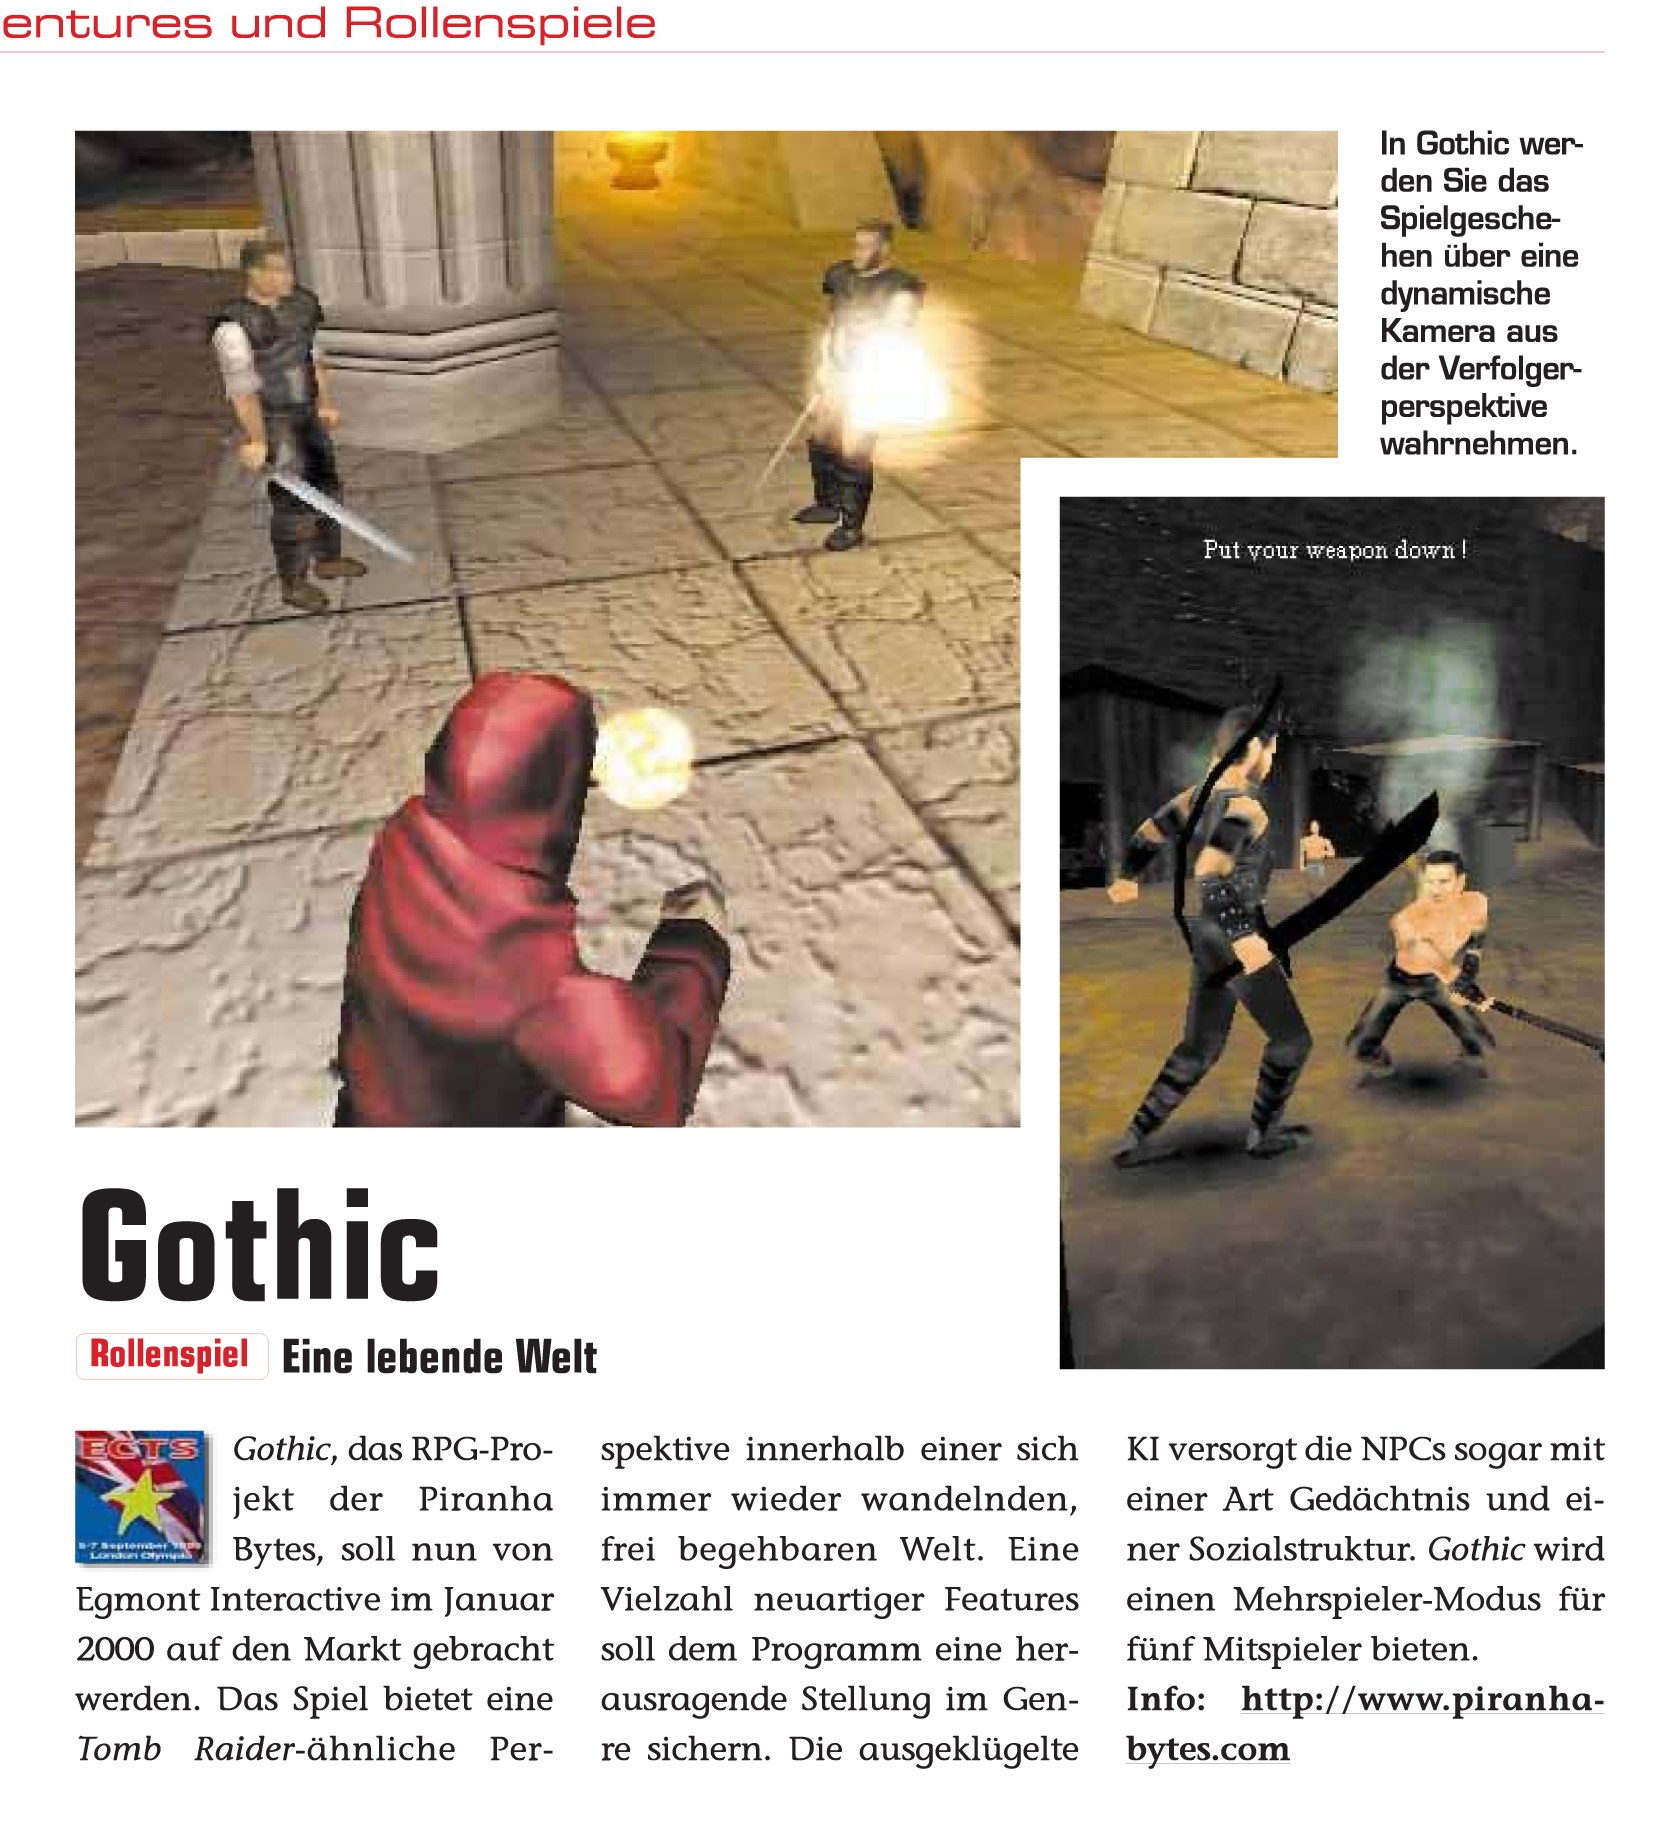 entures und Rollenspiele
In Gothic wer-
den Sie das
Spielgesche-
hen über eine
dynamische
Kamera aus
der Verfolger-
perspektive
wahrnehmen.
Put your weapon down !
Gothic
Rollenspiel Eine lebende Welt
ECTS
September
London Olympia
Gothic, das RPG-Pro-
jekt der Piranha
Bytes, soll nun von
Egmont Interactive im Januar
2000 auf den Markt gebracht
werden. Das Spiel bietet eine
Tomb Raider-ähnliche Per-
spektive innerhalb einer sich
immer wieder wandelnden,
frei begehbaren Welt. Eine
Vielzahl neuartiger Features
soll dem Programm eine her-
ausragende Stellung im Gen-
re sichern. Die ausgeklügelte
KI versorgt die NPCs sogar mit
einer Art Gedächtnis und ei-
ner Sozialstruktur. Gothic wird
einen Mehrspieler-Modus für
fünf Mitspieler bieten.
Info: http://www.piranha-
bytes.com